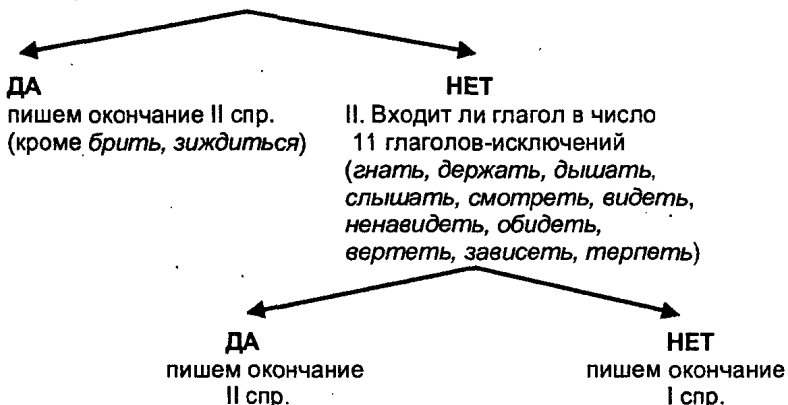 ДА
пишем окончание II спр.
(кроме брить, зиждиться)
НЕТ
II. Входит ли глагол в число
11 глаголов-исключений
(гнать, держать, дышать,
слышать, смотреть, видеть,
ненавидеть, обидеть,
вертеть, зависеть, терпеть)
ДА
пишем окончание
II спр.
НЕТ
пишем окончание
I спр.